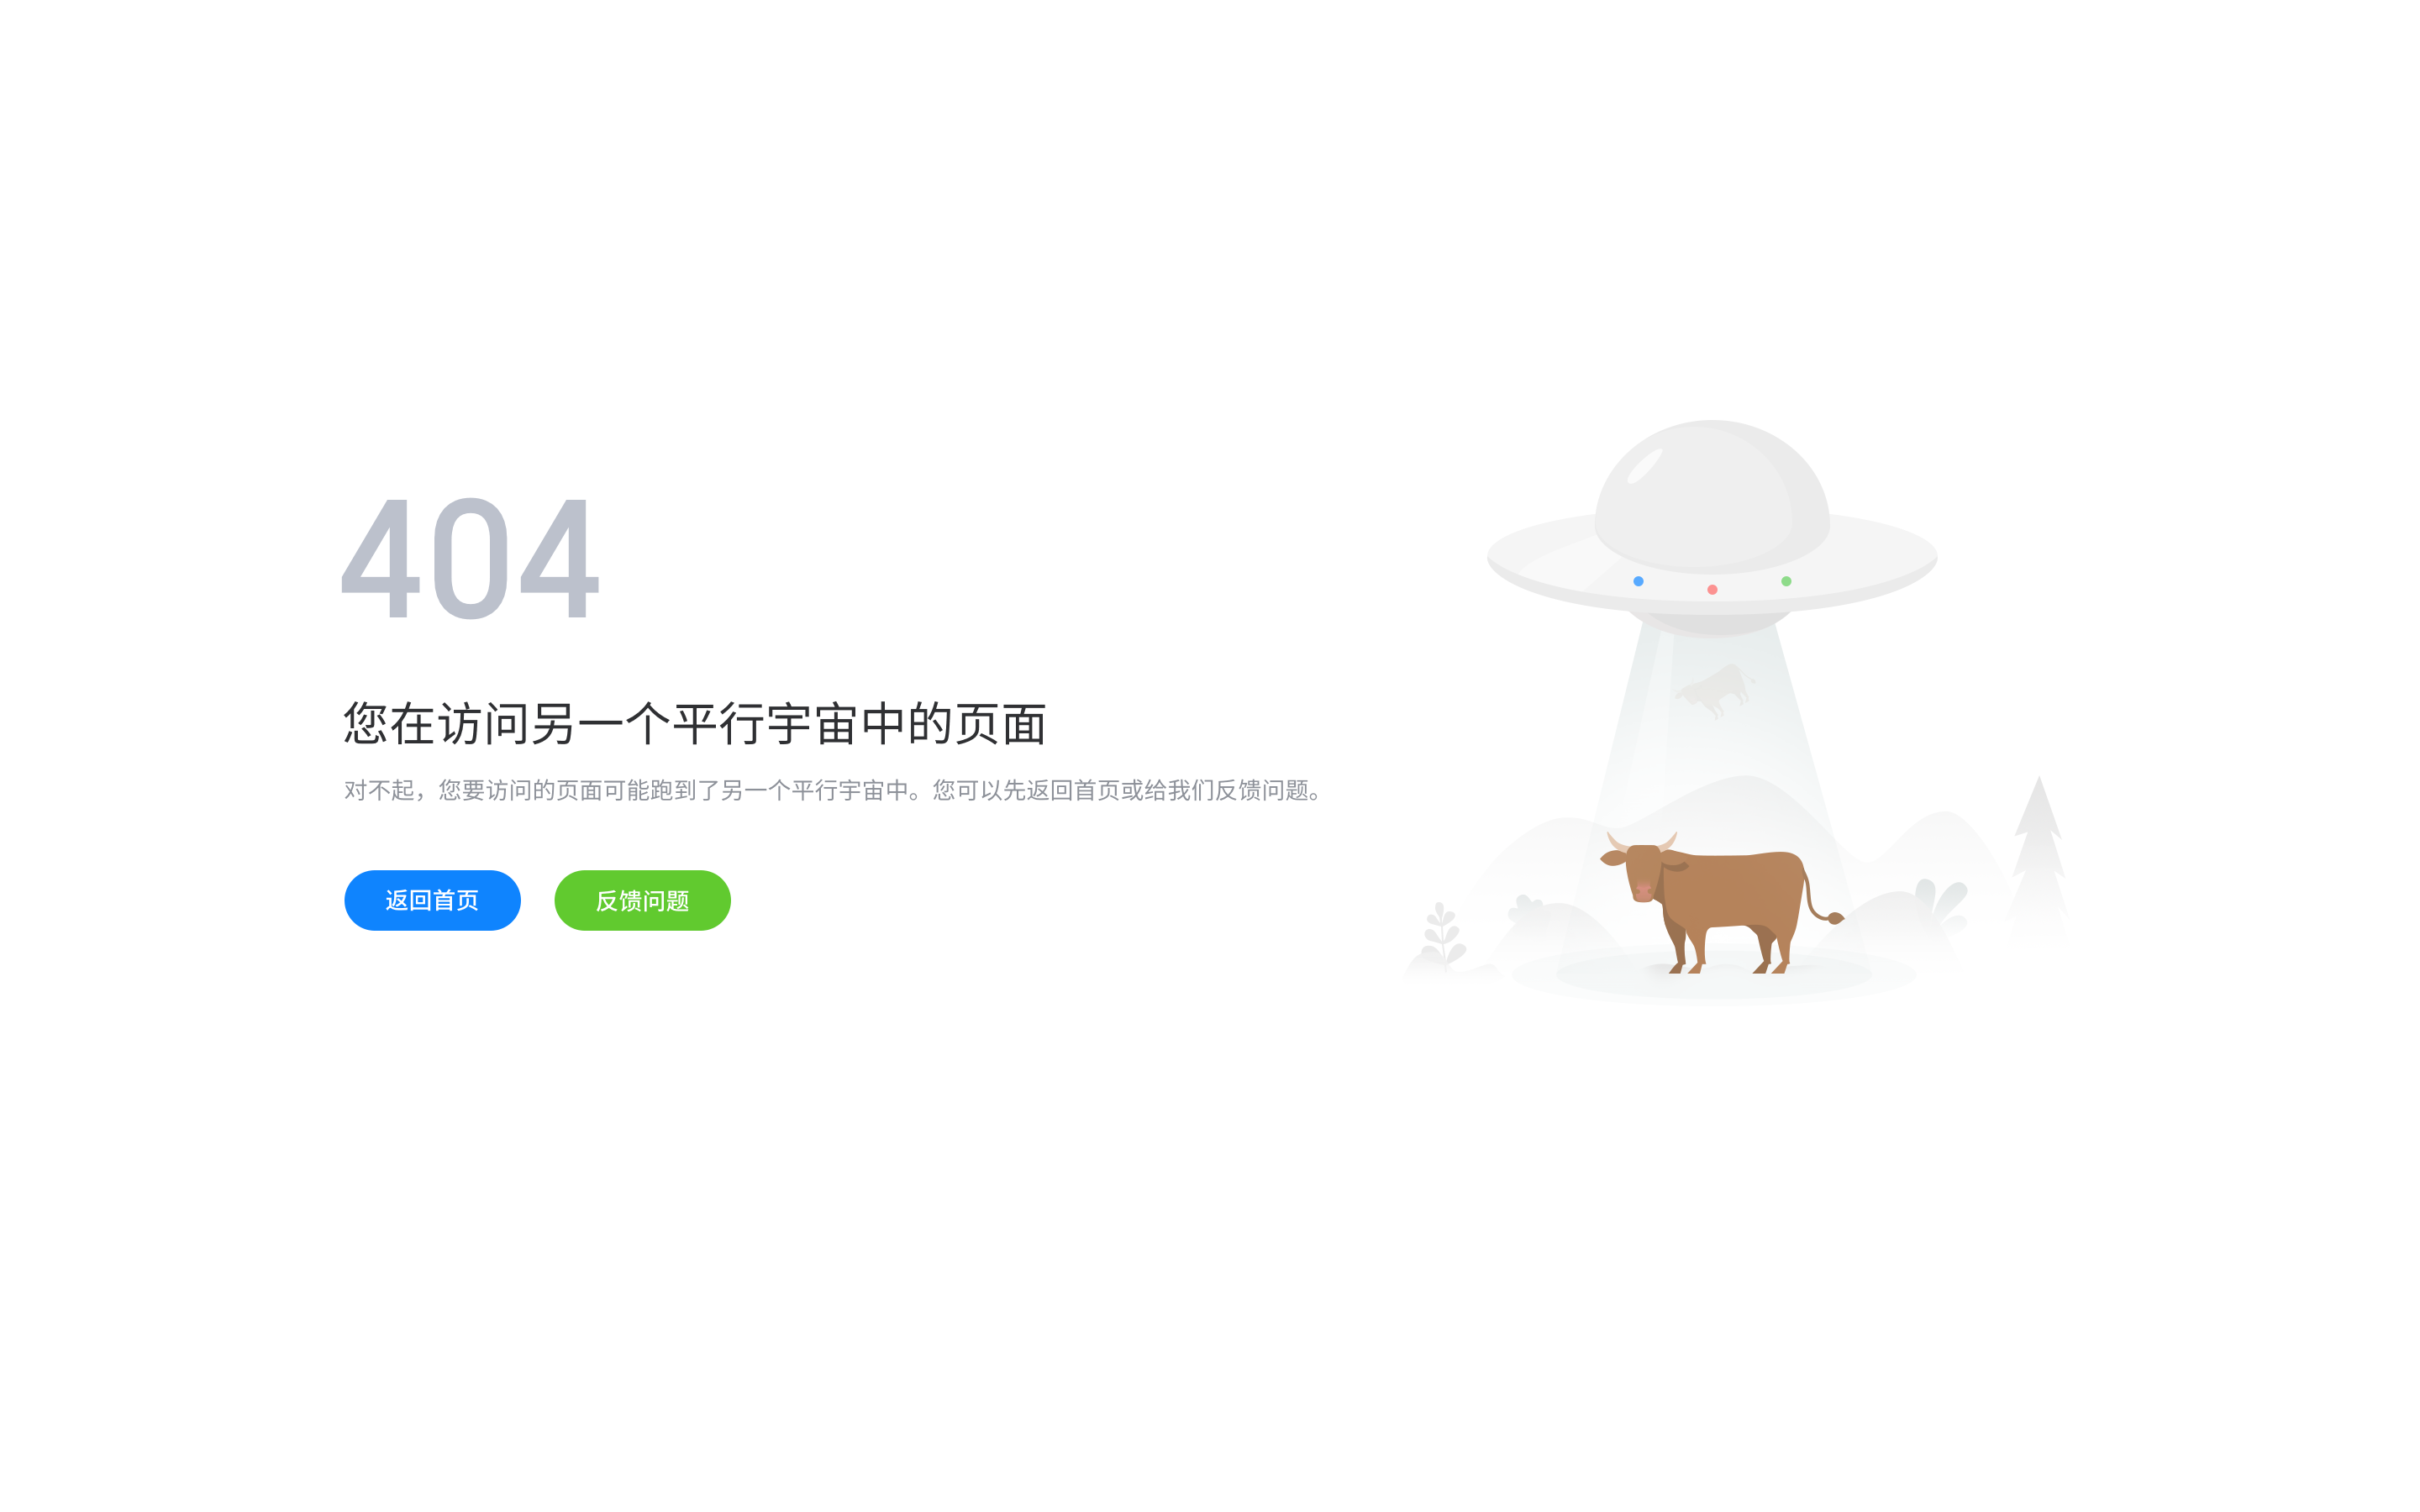 404
您在访问另一个平行宇宙中的页面
对不起，您要访问的页面可能跑到了另一个平行宇宙中。您可以先返回首页或给我们反馈问题。
返回首页
反馈问题